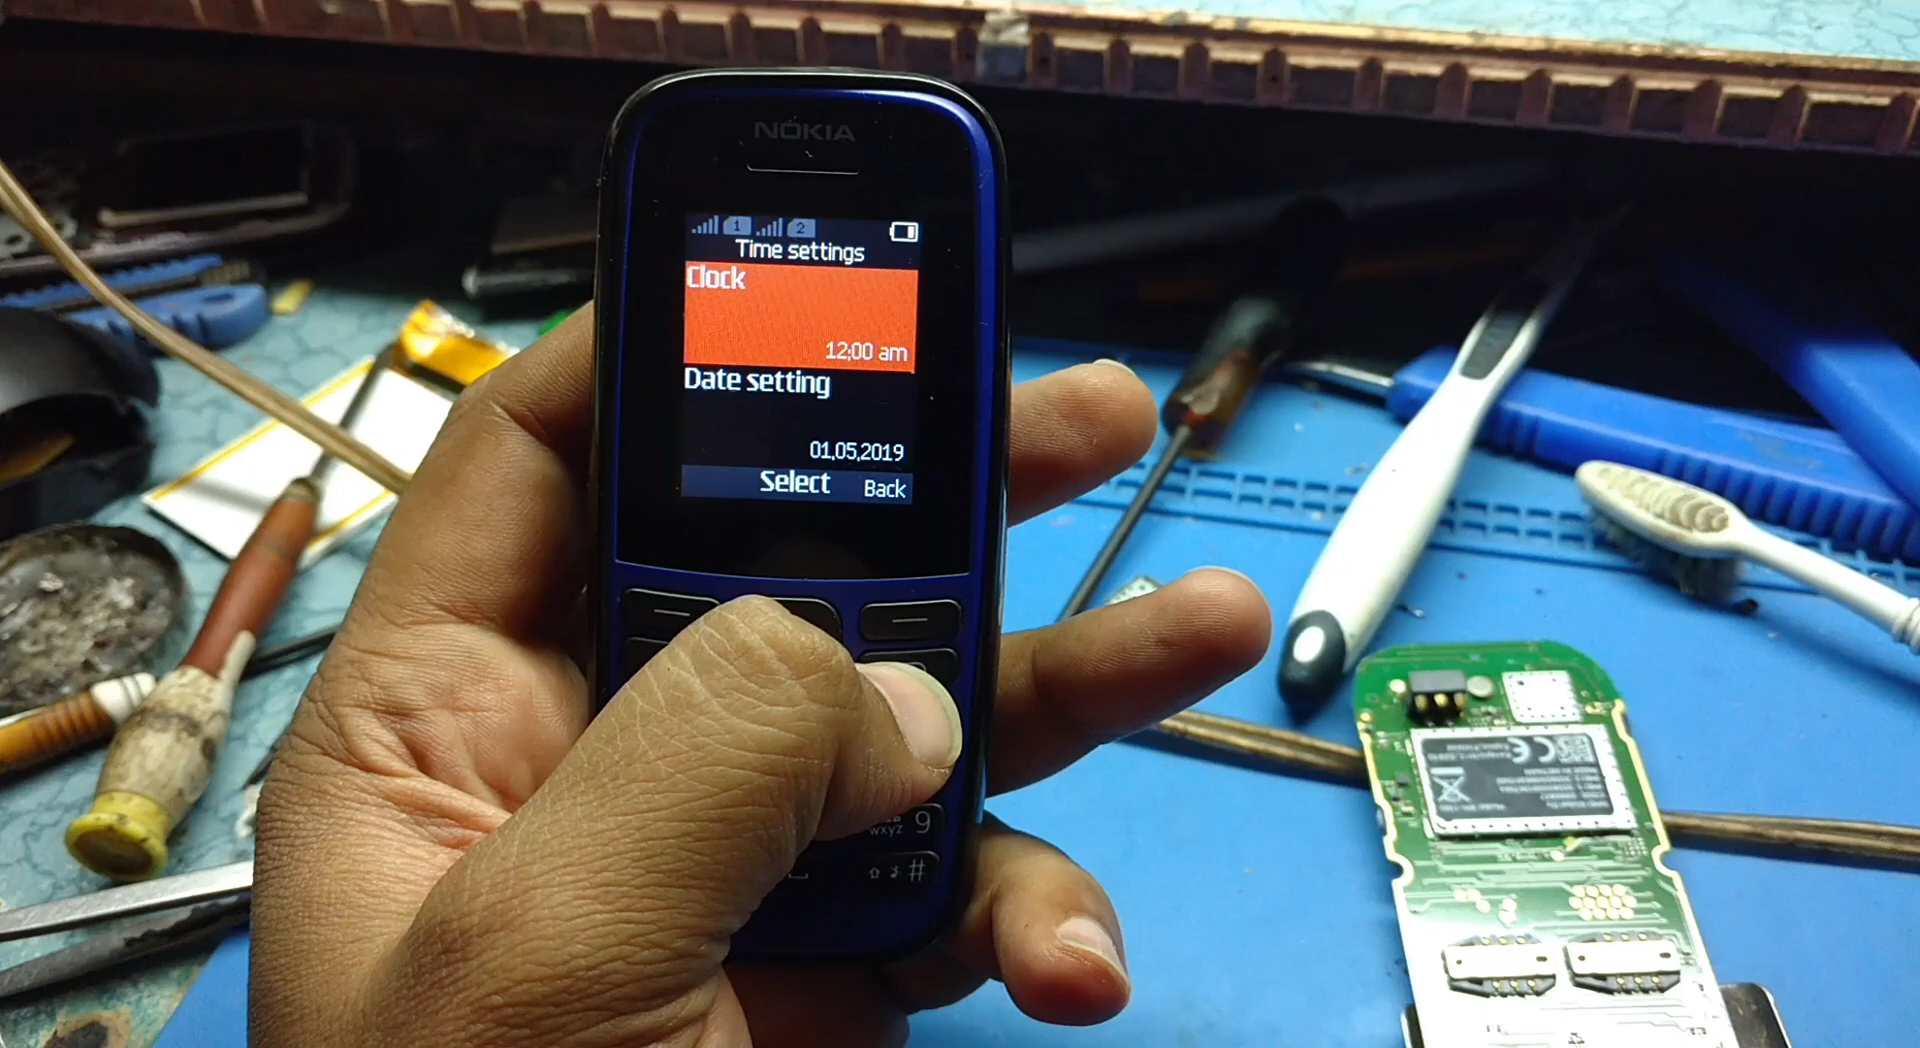 NOKIA
1 2
Time settings
Clock
12:00 am
Date setting
01,05,2019
Select Back
wxyz 9
#